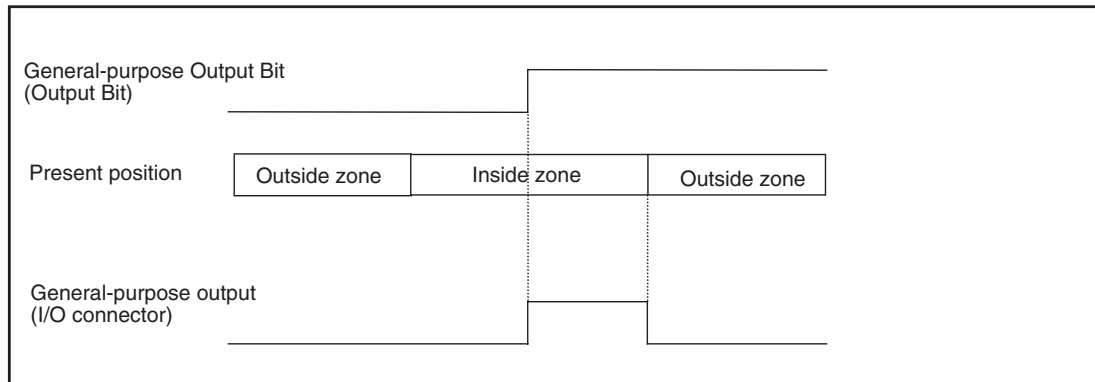 General-purpose Output Bit
(Output Bit)
Present position
Outside zone
Inside zone
Outside zone
General-purpose output
(I/O connector)